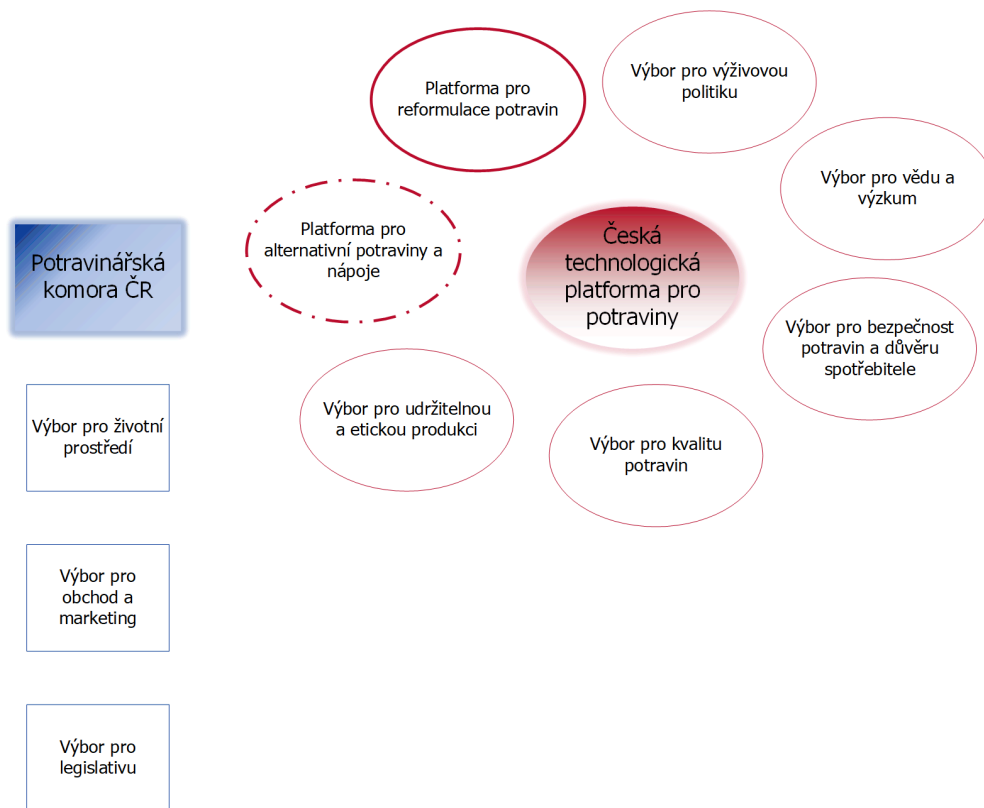 Platforma pro
reformulace potravin
Výbor pro výživovou
politiku
Výbor pro vědu a
výzkum
Platforma pro
alternativní potraviny a
nápoje
Česká
technologická
platforma pro
potraviny
Potravinářská
komora ČR
Výbor pro bezpečnost
potravin a důvěru
spotřebitele
Výbor pro udržitelnou
a etickou produkci
Výbor pro kvalitu
potravin
Výbor pro životní
prostředí
Výbor pro
obchod a
marketing
Výbor pro
legislativu